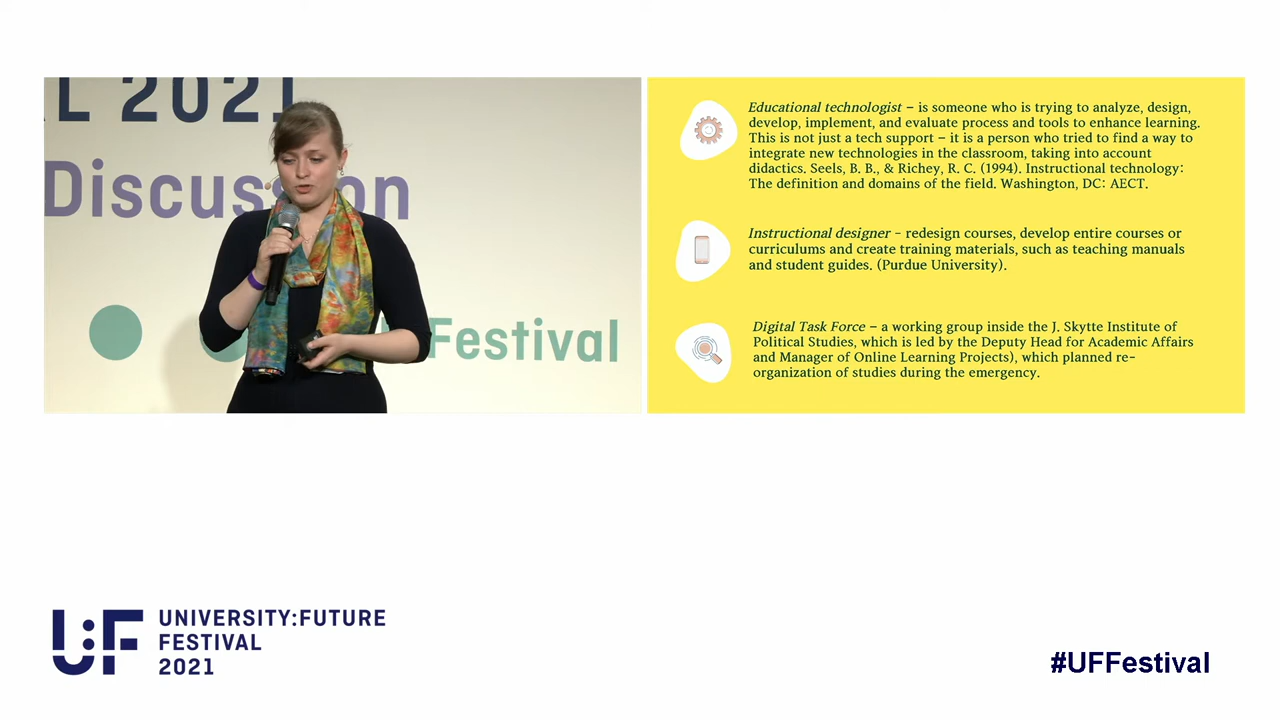 L 2021
Discussion
Festival
Educational technologist – is someone who is trying to analyze, design,
develop, implement, and evaluate process and tools to enhance learning.
This is not just a tech support – it is a person who tried to find a way to
integrate new technologies in the classroom, taking into account
didactics. Seels, B. B., & Richey, R. C. (1994). Instructional technology:
The definition and domains of the field. Washington, DC: AECT.
Instructional designer – redesign courses, develop entire courses or
curriculums and create training materials, such as teaching manuals
and student guides. (Purdue University).
Digital Task Force – a working group inside the J. Skytte Institute of
Political Studies, which is led by the Deputy Head for Academic Affairs
and Manager of Online Learning Projects), which planned re-
organization of studies during the emergency.
U:F UNIVERSITY:FUTURE
FESTIVAL
2021
#UFFestival